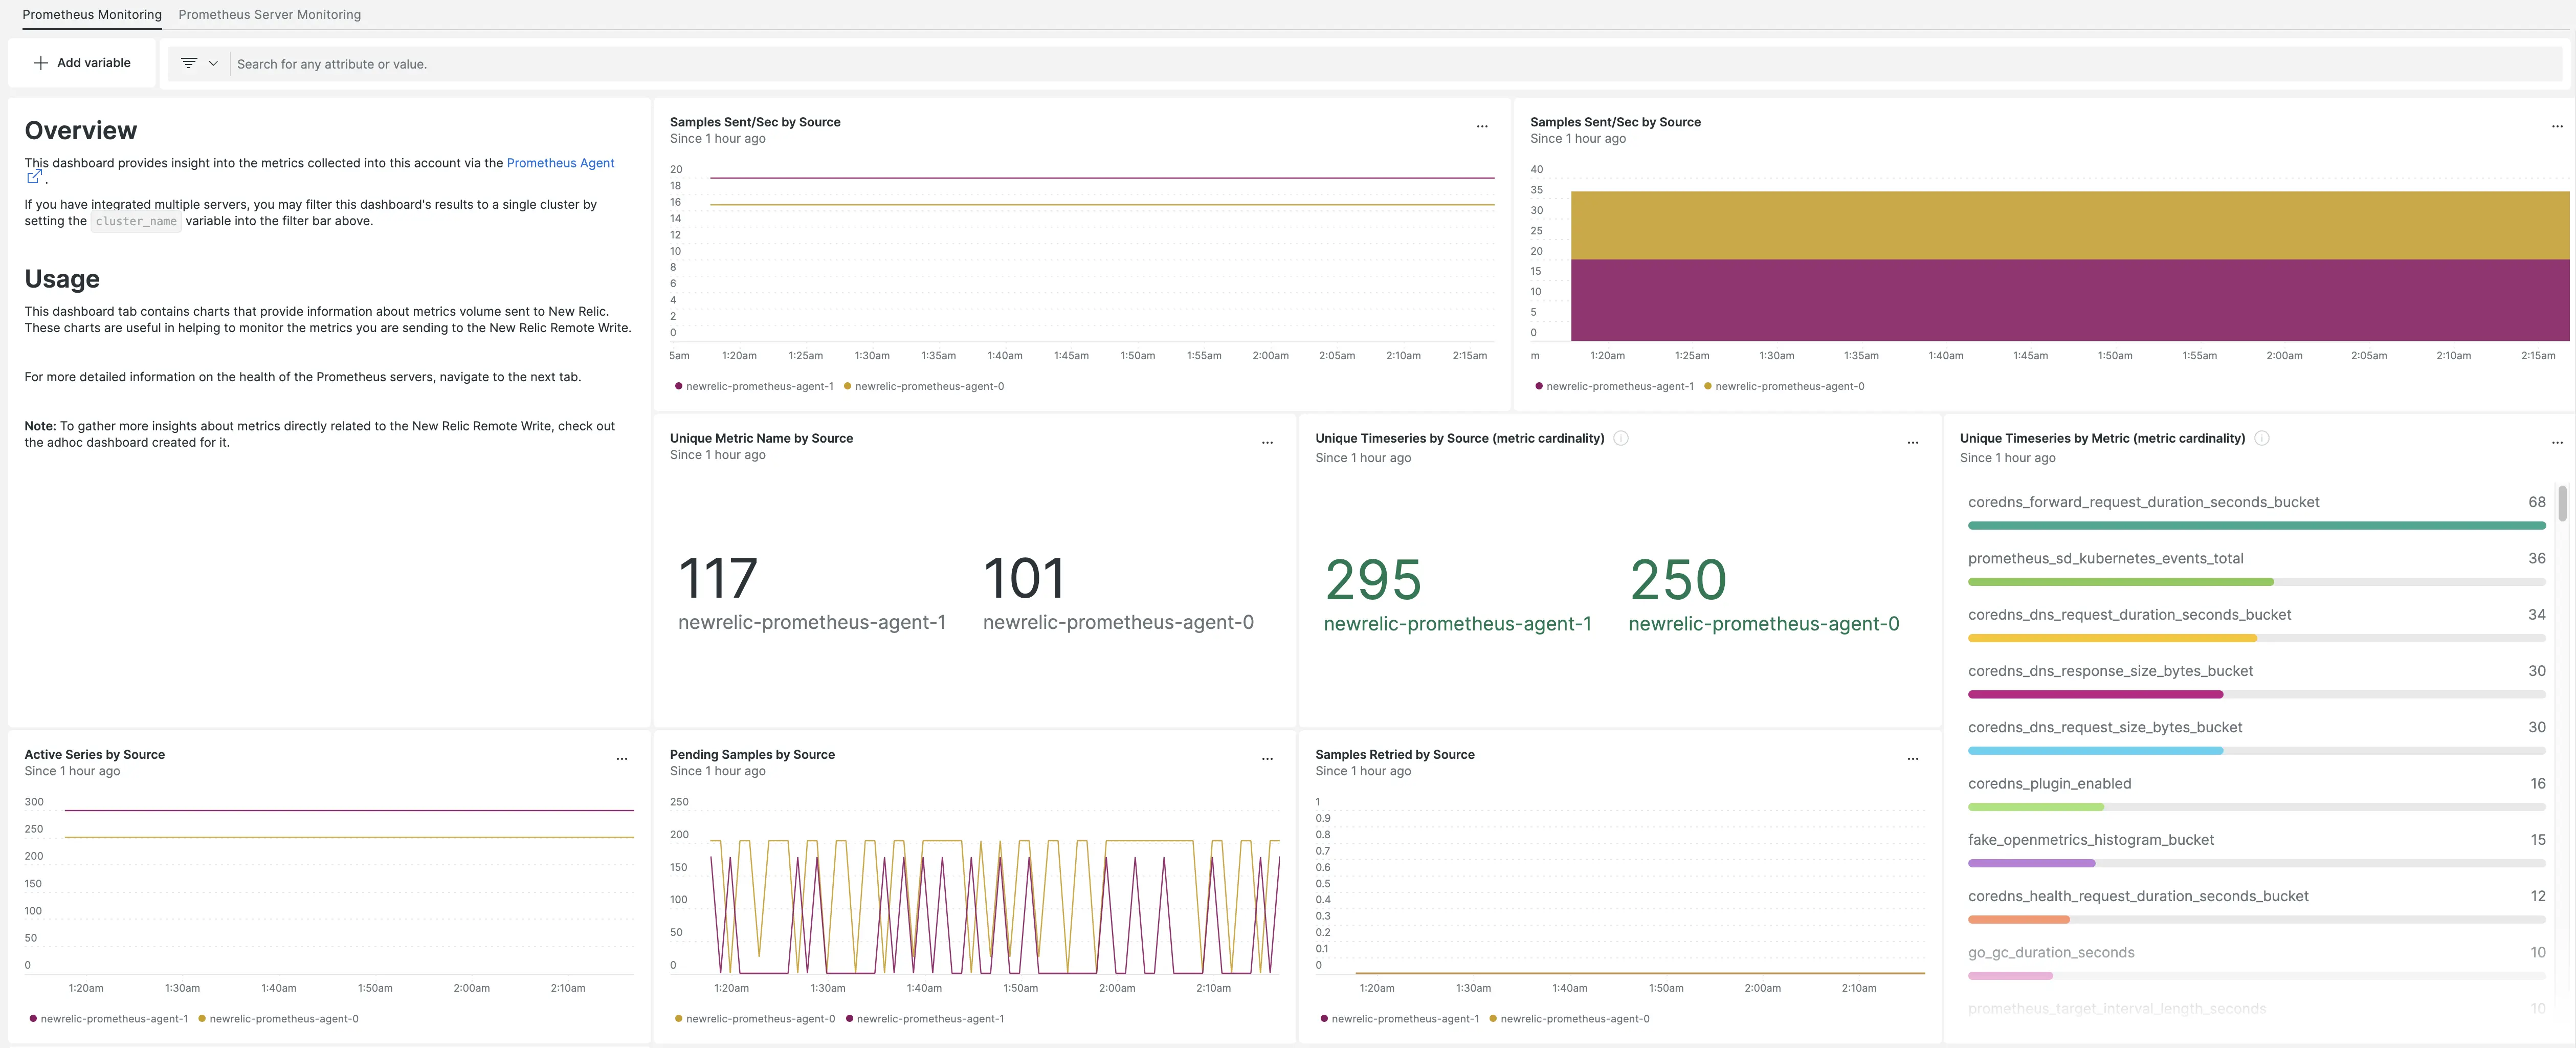 Prometheus Monitoring
Prometheus Server Monitoring
Add variable
Search for any attribute or value.
Overview
This dashboard provides insight into the metrics collected into this account via the Prometheus Agent
.
If you have integrated multiple servers, you may filter this dashboard's results to a single cluster by
setting the cluster_name variable into the filter bar above.
Usage
This dashboard tab contains charts that provide information about metrics volume sent to New Relic.
These charts are useful in helping to monitor the metrics you are sending to the New Relic Remote Write.
For more detailed information on the health of the Prometheus servers, navigate to the next tab.
Note: To gather more insights about metrics directly related to the New Relic Remote Write, check out
the adhoc dashboard created for it.
Samples Sent/Sec by Source
...
Since 1 hour ago
20
18
16
14
12
10
8
6
4
2
0
5am 1:20am 1:25am 1:30am 1:35am 1:40am 1:45am 1:50am 1:55am 2:00am 2:05am 2:10am 2:15am
newrelic-prometheus-agent-1 newrelic-prometheus-agent-0
Samples Sent/Sec by Source
...
Since 1 hour ago
40
35
30
25
20
15
10
5
0
m 1:20am 1:25am 1:30am 1:35am 1:40am 1:45am 1:50am 1:55am 2:00am 2:05am 2:10am 2:15am
newrelic-prometheus-agent-1 newrelic-prometheus-agent-0
Unique Metric Name by Source
...
Since 1 hour ago
117 101
newrelic-prometheus-agent-1 newrelic-prometheus-agent-0
Unique Timeseries by Source (metric cardinality) i
...
Since 1 hour ago
295 250
newrelic-prometheus-agent-1 newrelic-prometheus-agent-0
Unique Timeseries by Metric (metric cardinality) i
...
Since 1 hour ago
coredns_forward_request_duration_seconds_bucket 68
prometheus_sd_kubernetes_events_total 36
coredns_dns_request_duration_seconds_bucket 34
coredns_dns_response_size_bytes_bucket 30
coredns_dns_request_size_bytes_bucket 30
coredns_plugin_enabled 16
fake_openmetrics_histogram_bucket 15
coredns_health_request_duration_seconds_bucket 12
go_gc_duration_seconds 10
prometheus_target_interval_length_seconds 10
Active Series by Source
...
Since 1 hour ago
300
250
200
150
100
50
0
1:20am 1:30am 1:40am 1:50am 2:00am 2:10am
newrelic-prometheus-agent-1 newrelic-prometheus-agent-0
Pending Samples by Source
...
Since 1 hour ago
250
200
150
100
50
0
1:20am 1:30am 1:40am 1:50am 2:00am 2:10am
newrelic-prometheus-agent-0 newrelic-prometheus-agent-1
Samples Retried by Source
...
Since 1 hour ago
1
0.9
0.8
0.7
0.6
0.5
0.4
0.3
0.2
0.1
0
1:20am 1:30am 1:40am 1:50am 2:00am 2:10am
newrelic-prometheus-agent-1 newrelic-prometheus-agent-0